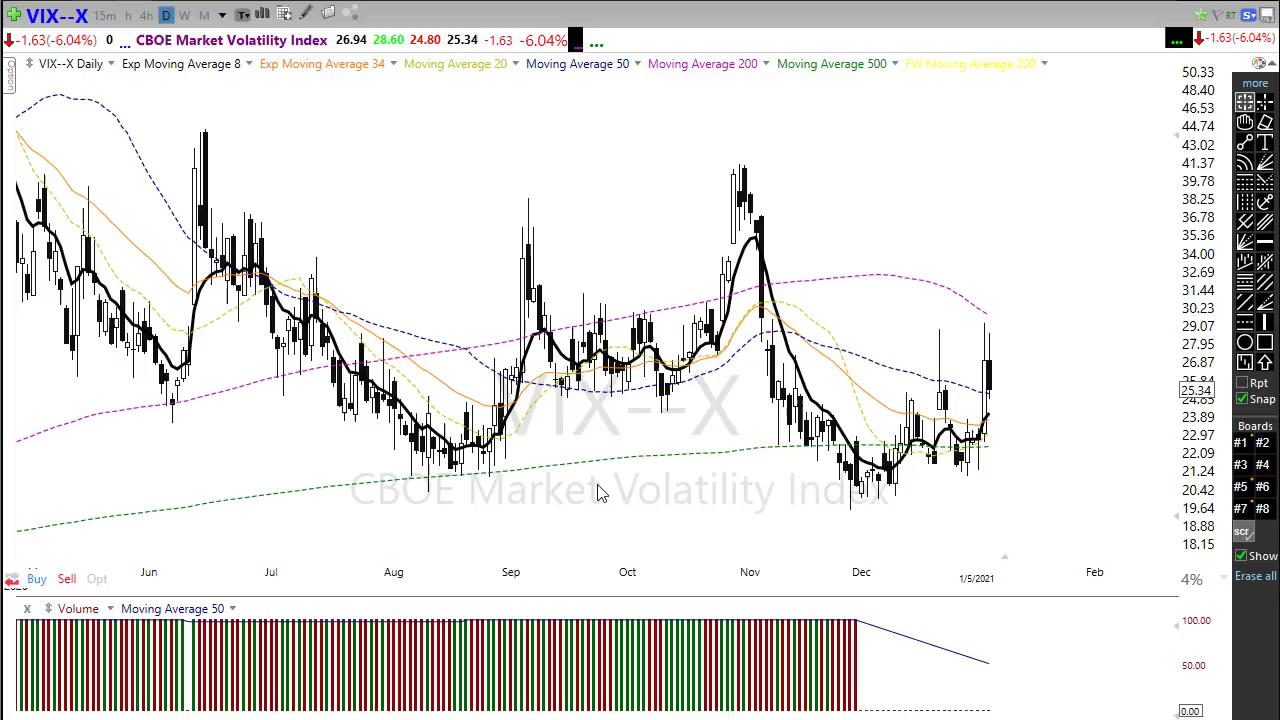 VIX--X 15m h 4h D W M T RT S
-1.63(-6.04%) 0 ... CBOE Market Volatility Index 26.94 28.60 24.80 25.34 -1.63 -6.04% ... ... -1.63(-6.04%)
Option
VIX--X Daily Exp Moving Average 8 Exp Moving Average 34 Moving Average 20 Moving Average 50 Moving Average 200 Moving Average 500 FW Moving Average 200
50.33
48.40
46.53
44.74
43.02
41.37
39.78
38.25
36.78
35.36
34.00
32.69
31.44
30.23
29.07
27.95
26.87
25.34
23.89
22.97
22.09
21.24
20.42
19.64
18.88
18.15
more
T
Rpt
Snap
Boards
#1 #2
#3 #4
#5 #6
#7 #8
scr
Show
Erase all
VIX--X
CBOE Market Volatility Index
Jun Jul Aug Sep Oct Nov Dec 1/5/2021 Feb
Buy Sell Opt 4%
X Volume Moving Average 50
100.00
50.00
0.00